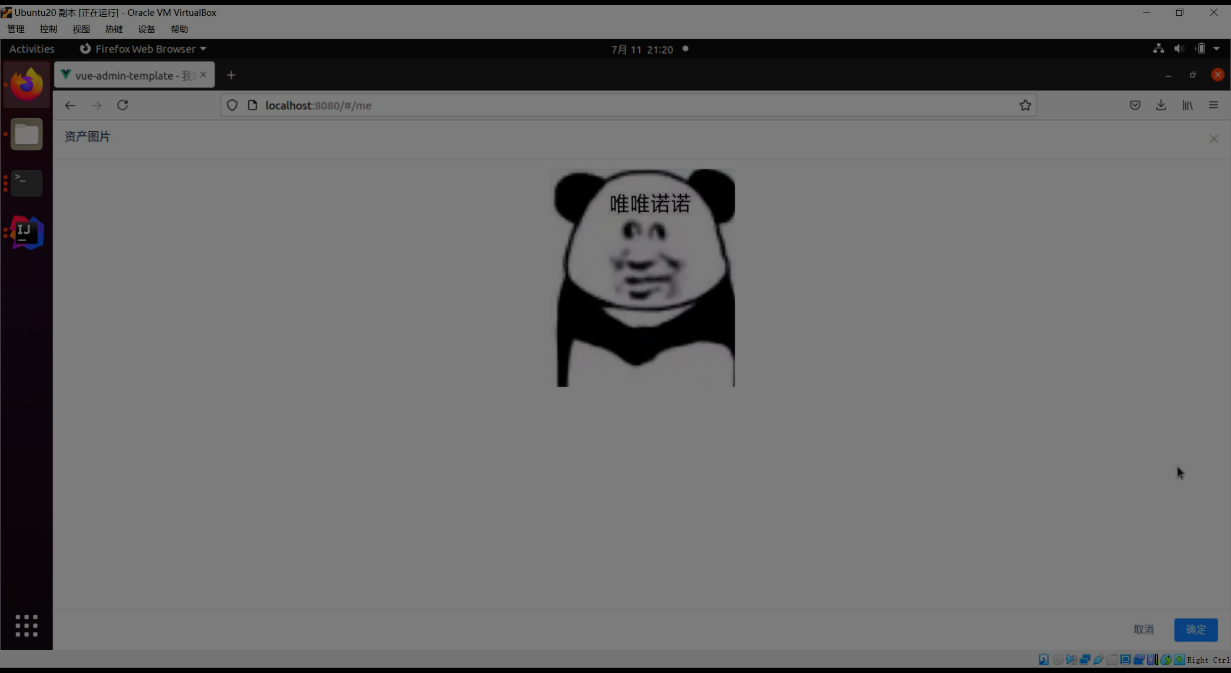 Ubuntu20 副本 [正在运行] - Oracle VM VirtualBox
管理 控制 视图 热键 设备 帮助
Activities Firefox Web Browser 7月 11 21:20
vue-admin-template - 我
localhost:8080/#/me
资产图片
唯唯诺诺
>_
IJ
取消 确定
Right Ctrl